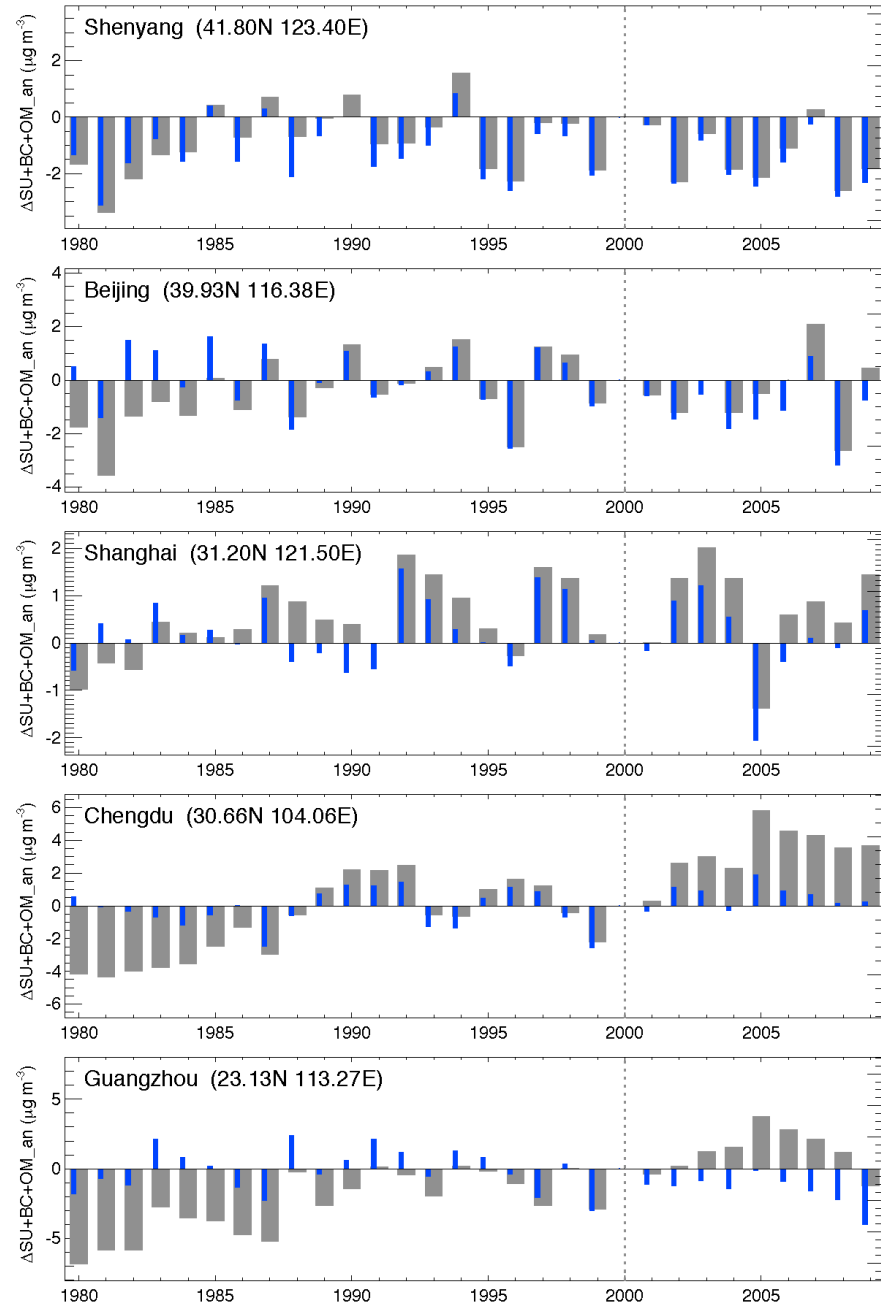 Shenyang (41.80N 123.40E)
ΔSU+BC+OM_an (µg m⁻³)
2
0
-2
1980 1985 1990 1995 2000 2005
Beijing (39.93N 116.38E)
ΔSU+BC+OM_an (µg m⁻³)
4
2
0
-2
-4
1980 1985 1990 1995 2000 2005
Shanghai (31.20N 121.50E)
ΔSU+BC+OM_an (µg m⁻³)
2
1
0
-1
-2
1980 1985 1990 1995 2000 2005
Chengdu (30.66N 104.06E)
ΔSU+BC+OM_an (µg m⁻³)
6
4
2
0
-2
-4
-6
1980 1985 1990 1995 2000 2005
Guangzhou (23.13N 113.27E)
ΔSU+BC+OM_an (µg m⁻³)
5
0
-5
1980 1985 1990 1995 2000 2005